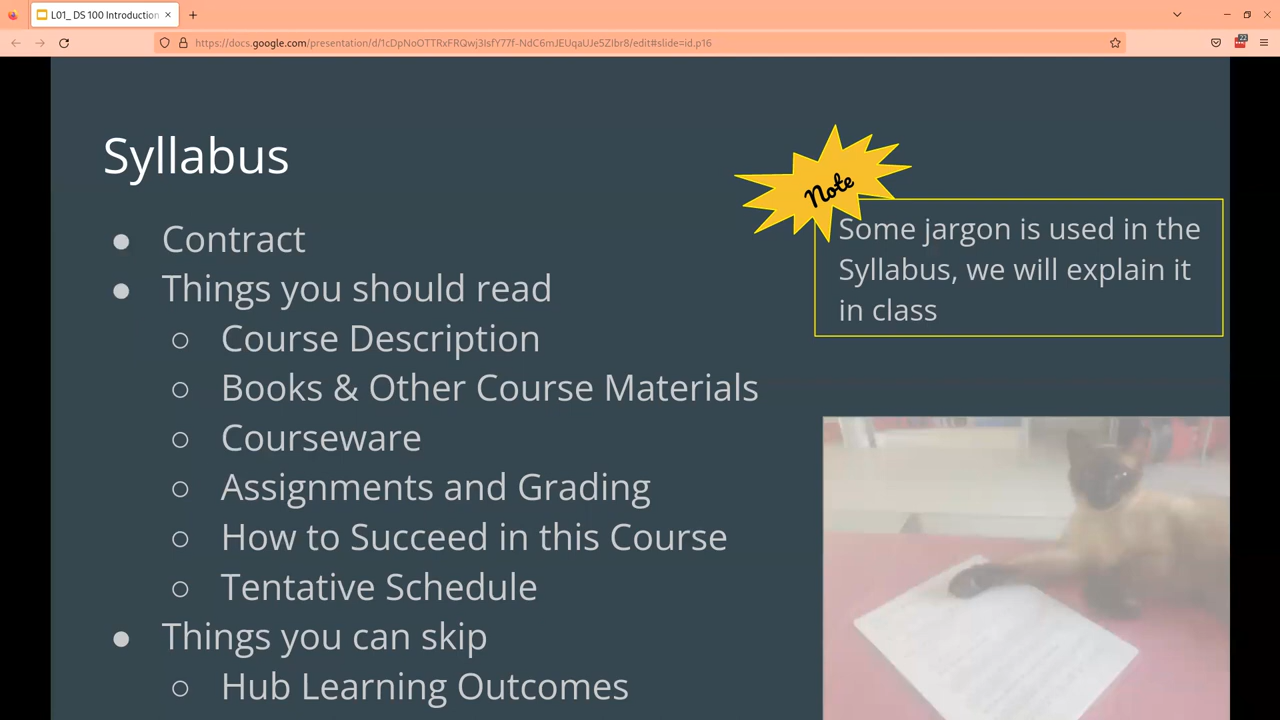 L01_ DS 100 Introduction
https://docs.google.com/presentation/d/1cDpNoOTTRxFRQwj3IsfY77f-NdC6mJEUqaUJe5ZIbr8/edit#slide=id.p16
22
Syllabus
Note
Some jargon is used in the
Syllabus, we will explain it
in class
● Contract
● Things you should read
○ Course Description
○ Books & Other Course Materials
○ Courseware
○ Assignments and Grading
○ How to Succeed in this Course
○ Tentative Schedule
● Things you can skip
○ Hub Learning Outcomes